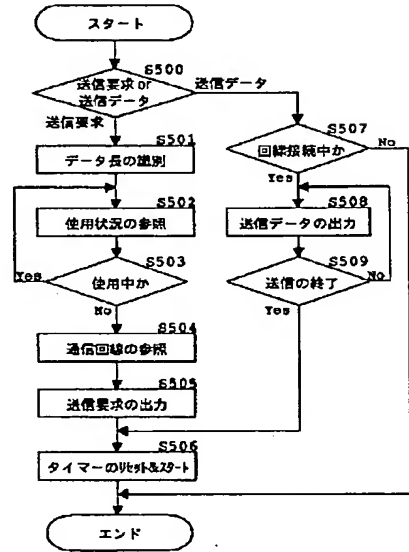 スタート
S500
送信要求 or
送信データ
送信データ
送信要求
S501
データ長の識別
S502
使用状況の参照
S503
使用中か
Yes
No
S504
通信回線の参照
S505
送信要求の出力
S506
タイマーのリセット&スタート
エンド
S507
回線接続中か
No
Yes
S508
送信データの出力
S509
送信の終了
No
Yes